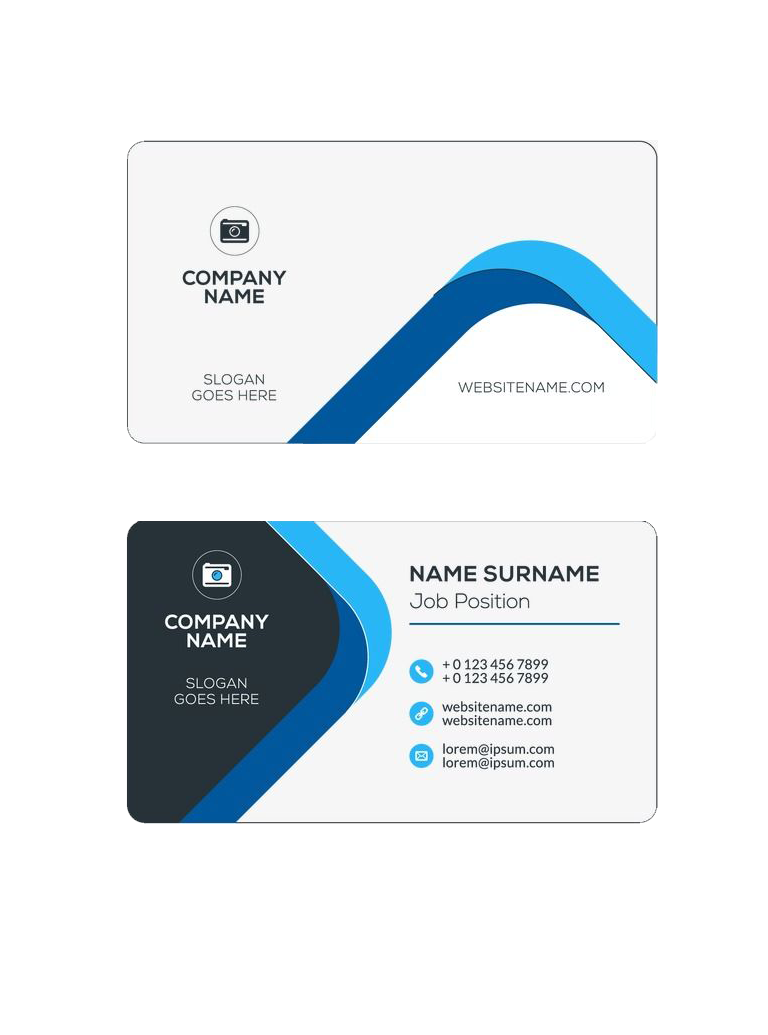 COMPANY
NAME
SLOGAN
GOES HERE
WEBSITENAME.COM
COMPANY
NAME
SLOGAN
GOES HERE
NAME SURNAME
Job Position
+ 0 123 456 7899
+ 0 123 456 7899
websitename.com
websitename.com
lorem@ipsum.com
lorem@ipsum.com